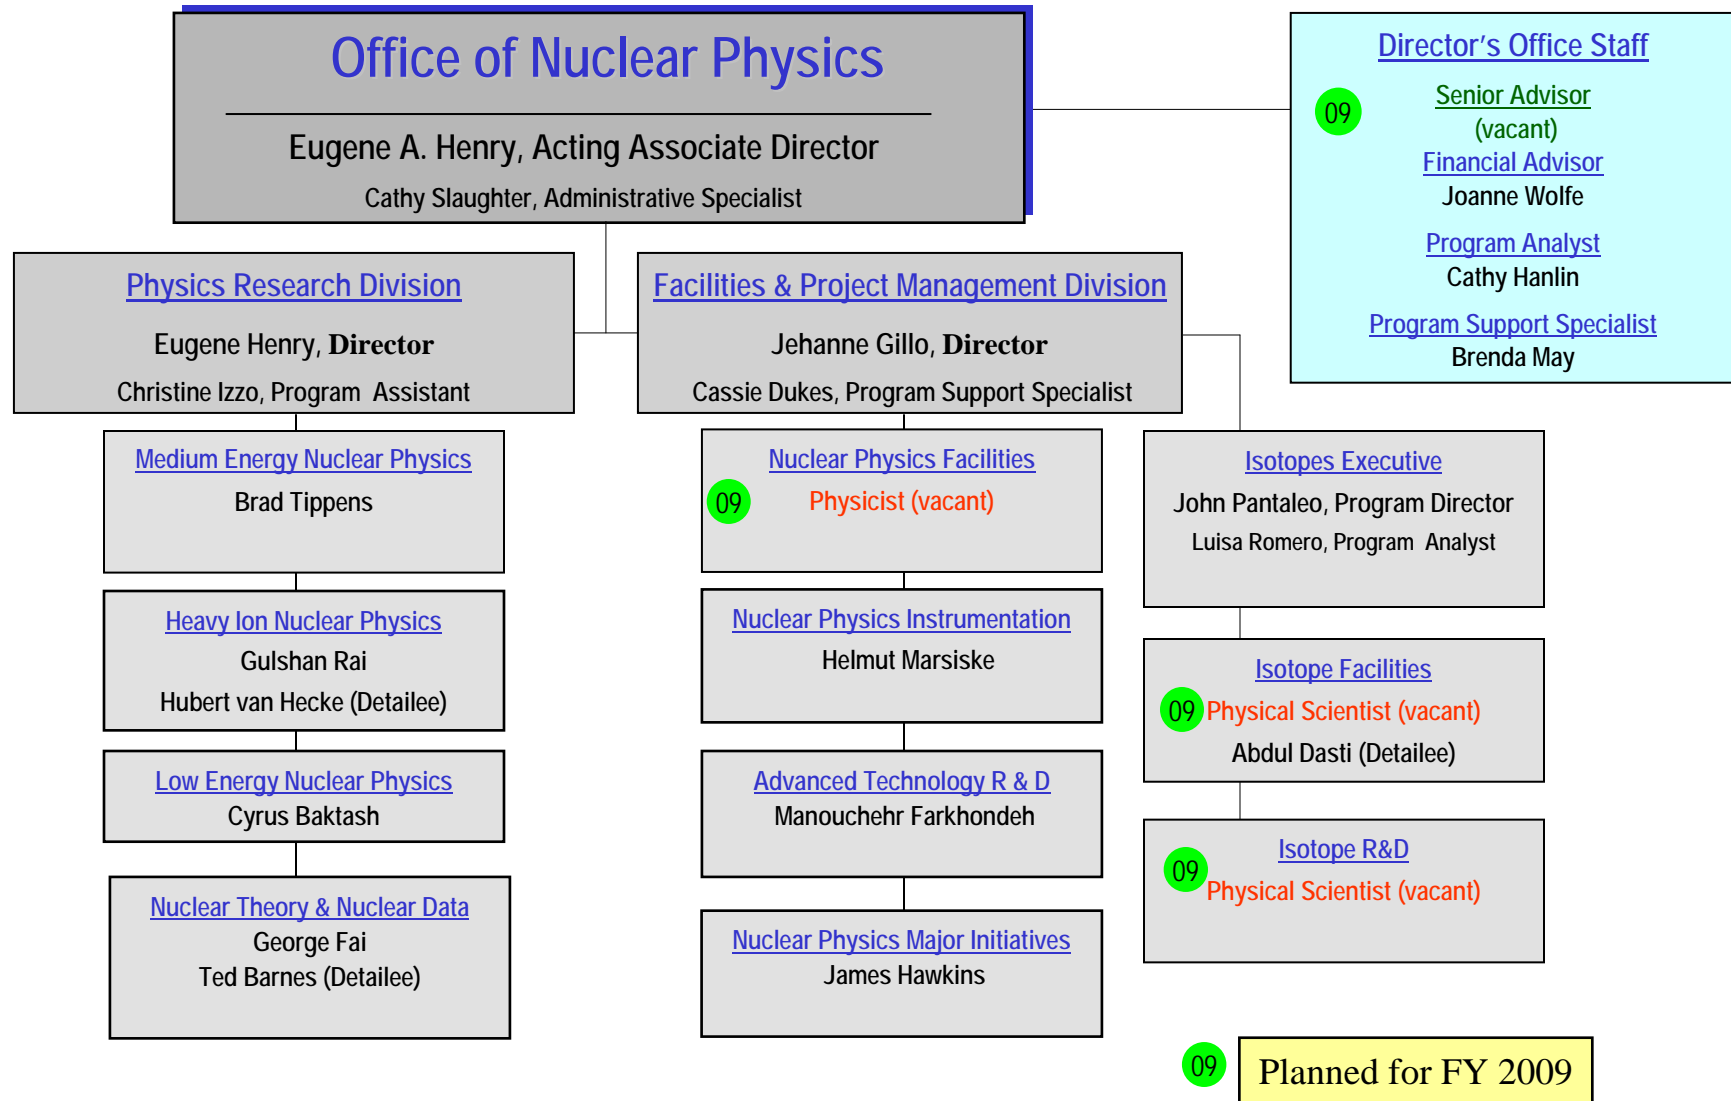 Office of Nuclear Physics
Eugene A. Henry, Acting Associate Director
Cathy Slaughter, Administrative Specialist
Director's Office Staff
09
Senior Advisor
(vacant)
Financial Advisor
Joanne Wolfe
Program Analyst
Cathy Hanlin
Program Support Specialist
Brenda May
Physics Research Division
Eugene Henry, Director
Christine Izzo, Program Assistant
Facilities & Project Management Division
Jehanne Gillo, Director
Cassie Dukes, Program Support Specialist
Medium Energy Nuclear Physics
Brad Tippens
Heavy Ion Nuclear Physics
Gulshan Rai
Hubert van Hecke (Detailee)
Low Energy Nuclear Physics
Cyrus Baktash
Nuclear Theory & Nuclear Data
George Fai
Ted Barnes (Detailee)
Nuclear Physics Facilities
09 Physicist (vacant)
Nuclear Physics Instrumentation
Helmut Marsiske
Advanced Technology R & D
Manouchehr Farkhondeh
Nuclear Physics Major Initiatives
James Hawkins
Isotopes Executive
John Pantaleo, Program Director
Luisa Romero, Program Analyst
Isotope Facilities
09 Physical Scientist (vacant)
Abdul Dasti (Detailee)
Isotope R&D
09 Physical Scientist (vacant)
09 Planned for FY 2009